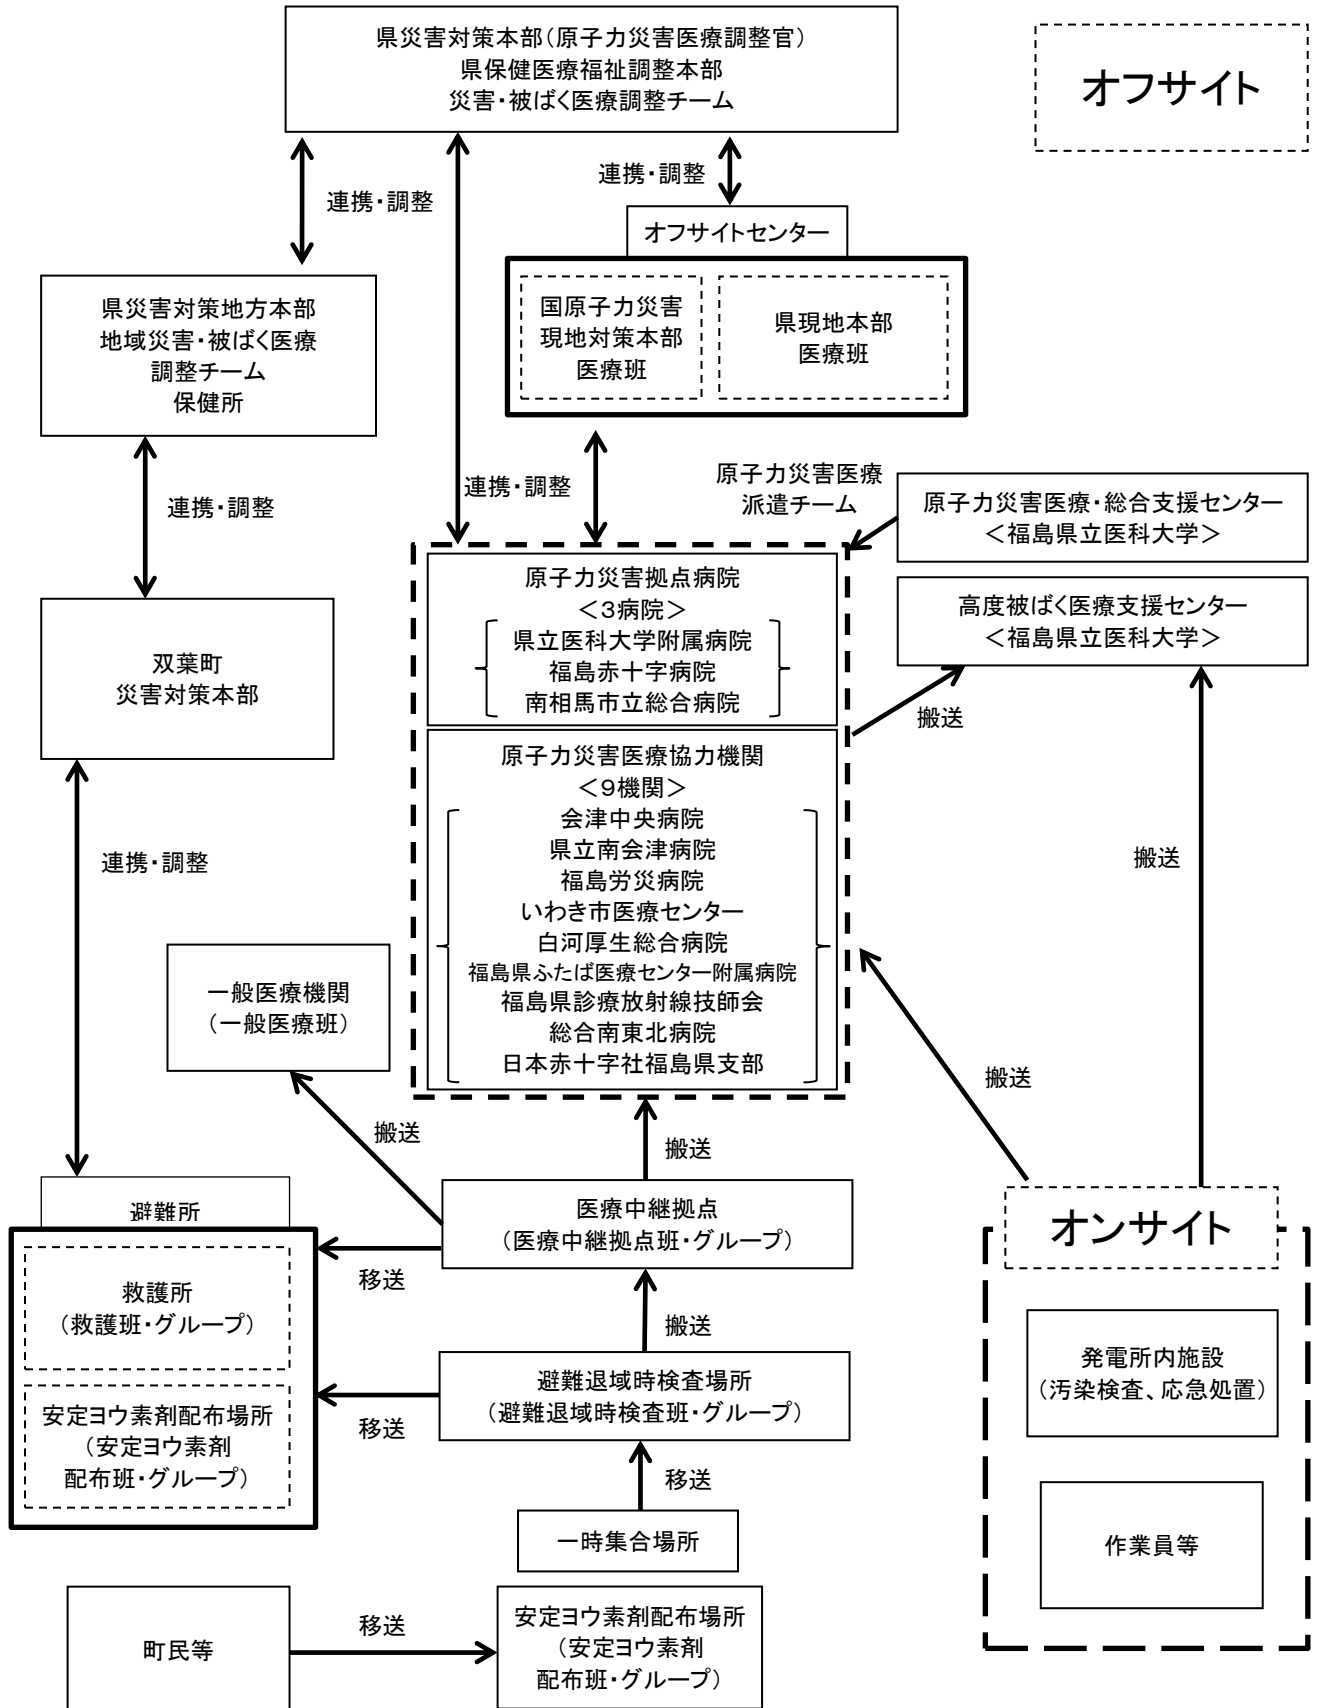 県災害対策本部（原子力災害医療調整官）
県保健医療福祉調整本部
災害・被ばく医療調整チーム
オフサイト
連携・調整
連携・調整
オフサイトセンター
国原子力災害
現地対策本部
医療班
県現地本部
医療班
県災害対策地方本部
地域災害・被ばく医療
調整チーム
保健所
連携・調整
連携・調整
原子力災害医療
派遣チーム
原子力災害医療・総合支援センター
＜福島県立医科大学＞
高度被ばく医療支援センター
＜福島県立医科大学＞
双葉町
災害対策本部
原子力災害拠点病院
＜3病院＞
県立医科大学附属病院
福島赤十字病院
南相馬市立総合病院
搬送
原子力災害医療協力機関
＜9機関＞
会津中央病院
県立南会津病院
福島労災病院
いわき市医療センター
白河厚生総合病院
福島県ふたば医療センター附属病院
福島県診療放射線技師会
総合南東北病院
日本赤十字社福島県支部
連携・調整
搬送
一般医療機関
（一般医療班）
搬送
搬送
搬送
避難所
医療中継拠点
（医療中継拠点班・グループ）
オンサイト
移送
救護所
（救護班・グループ）
搬送
発電所内施設
（汚染検査、応急処置）
避難退域時検査場所
（避難退域時検査班・グループ）
移送
安定ヨウ素剤配布場所
（安定ヨウ素剤
配布班・グループ）
移送
一時集合場所
作業員等
町民等
移送
安定ヨウ素剤配布場所
（安定ヨウ素剤
配布班・グループ）